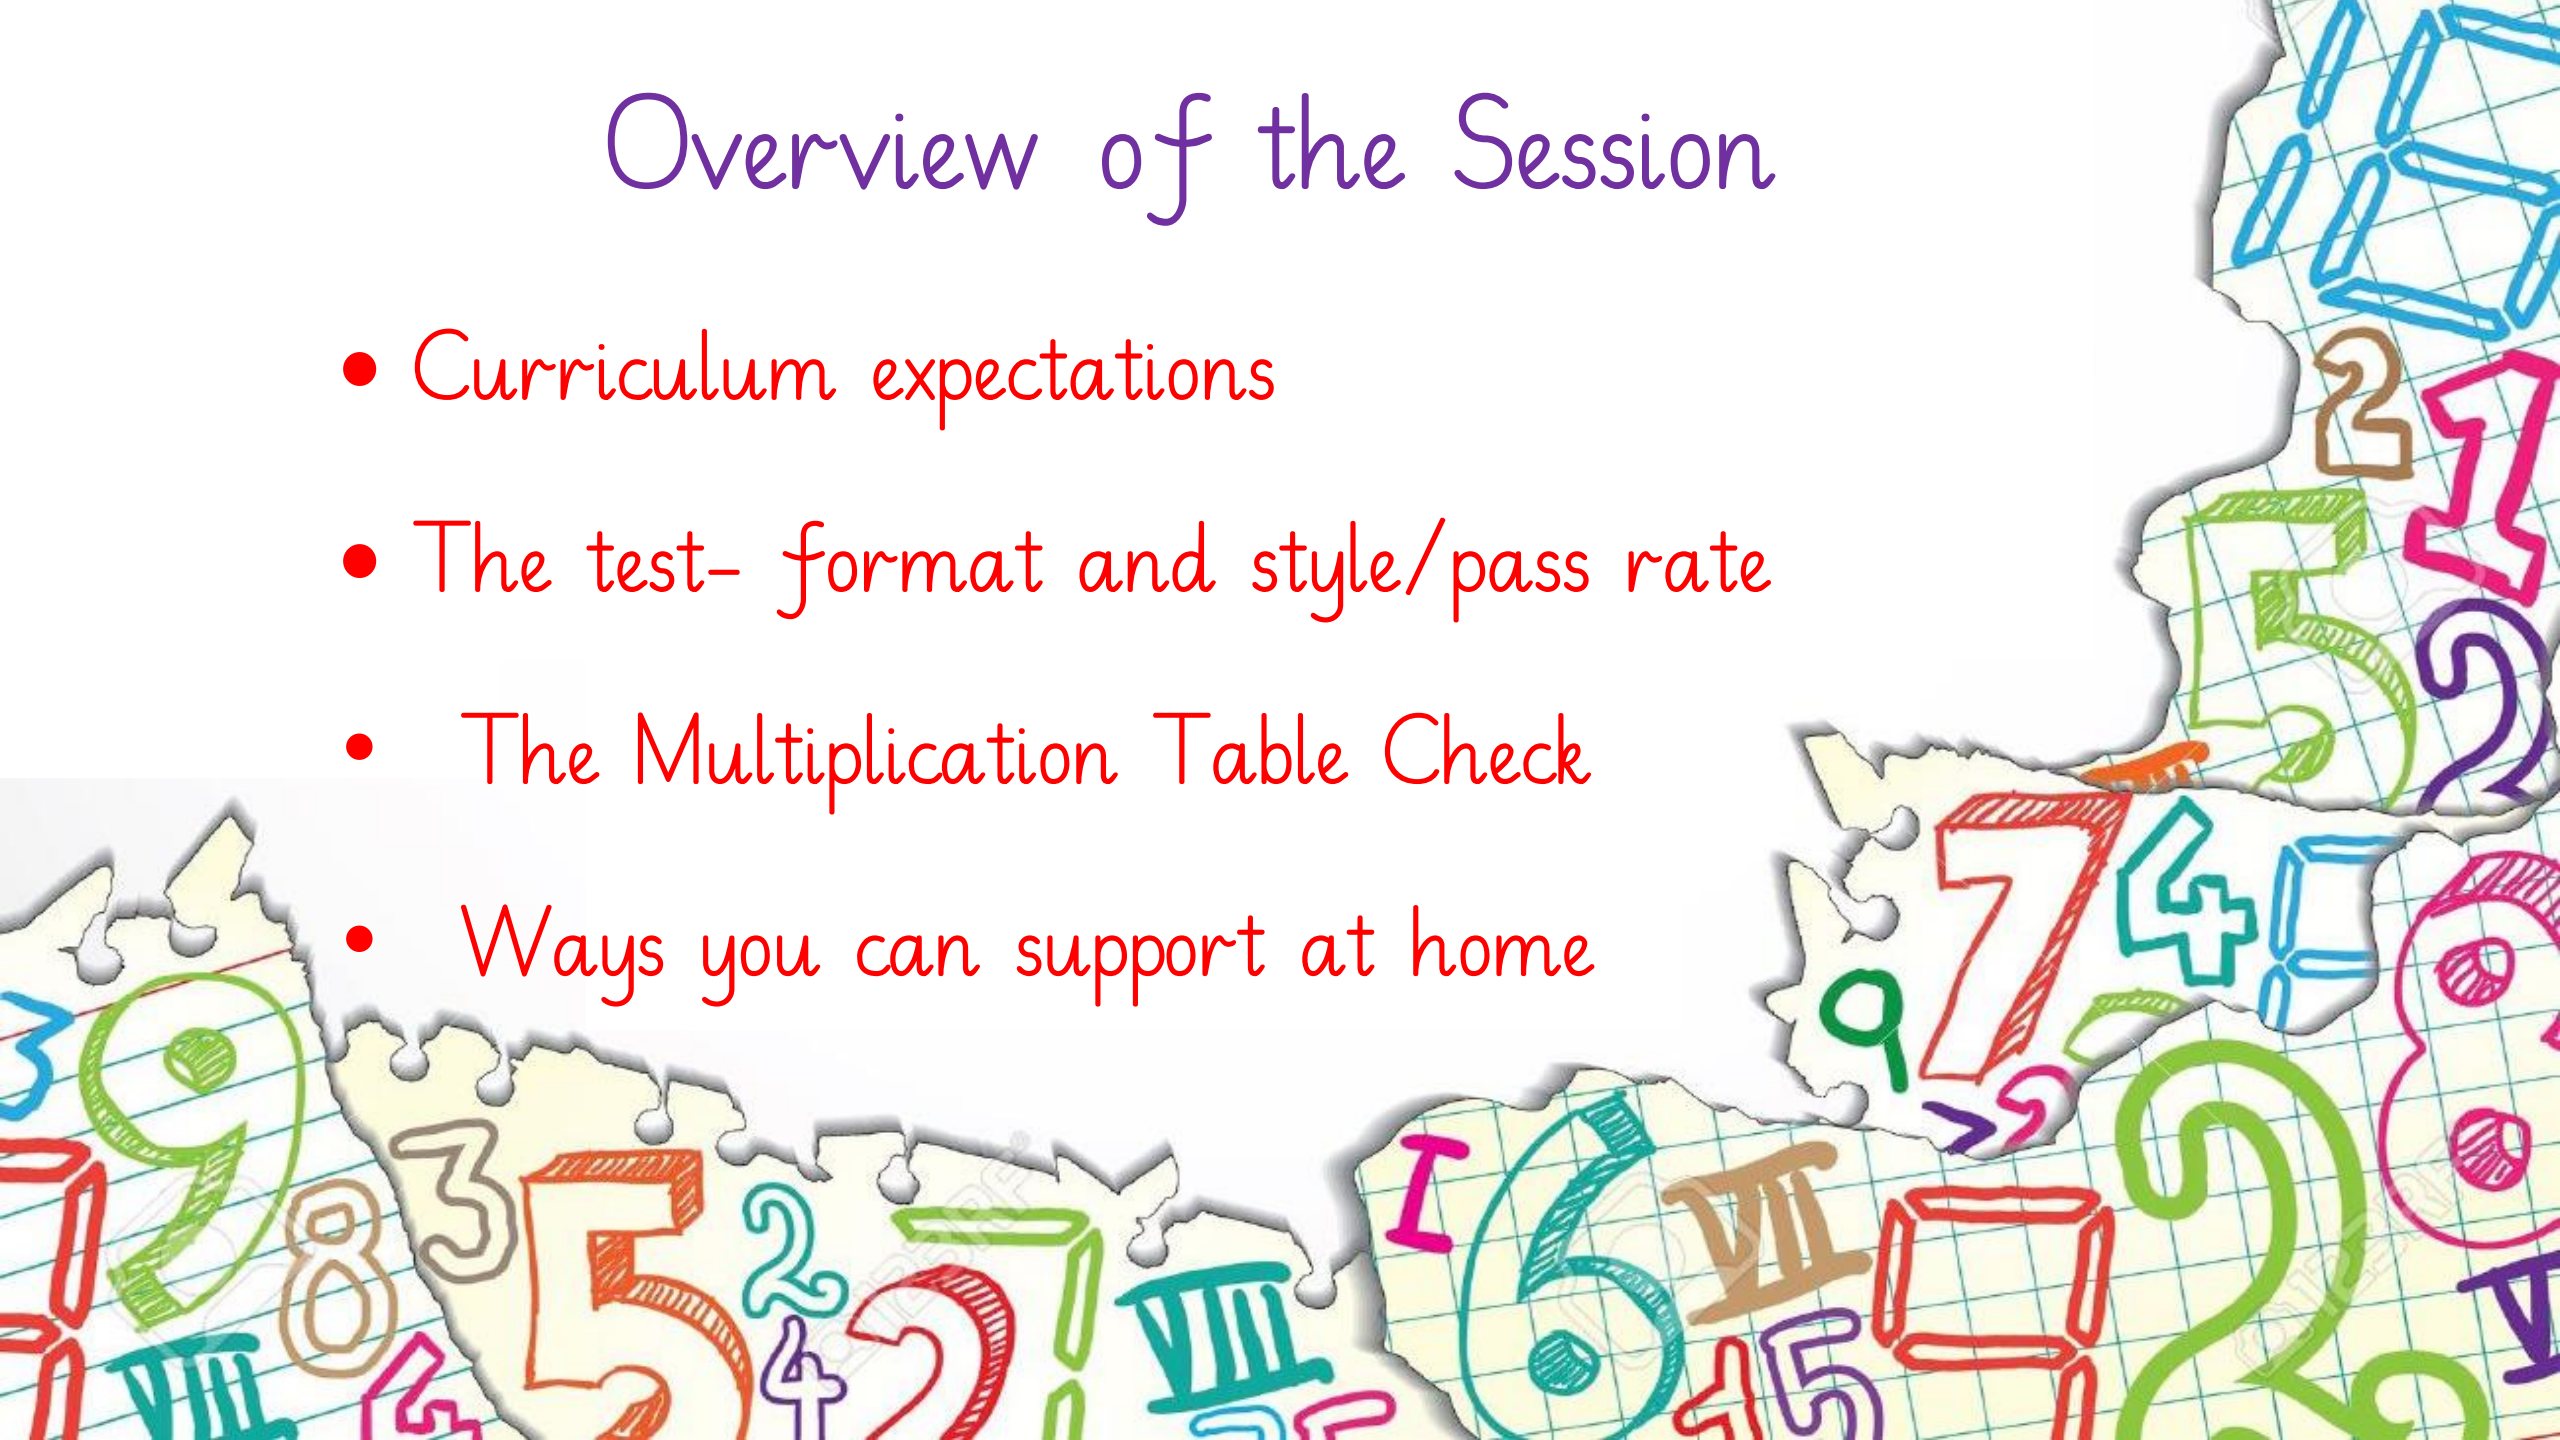 Overview of the Session
• Curriculum expectations
• The test- format and style/pass rate
• The Multiplication Table Check
• Ways you can support at home